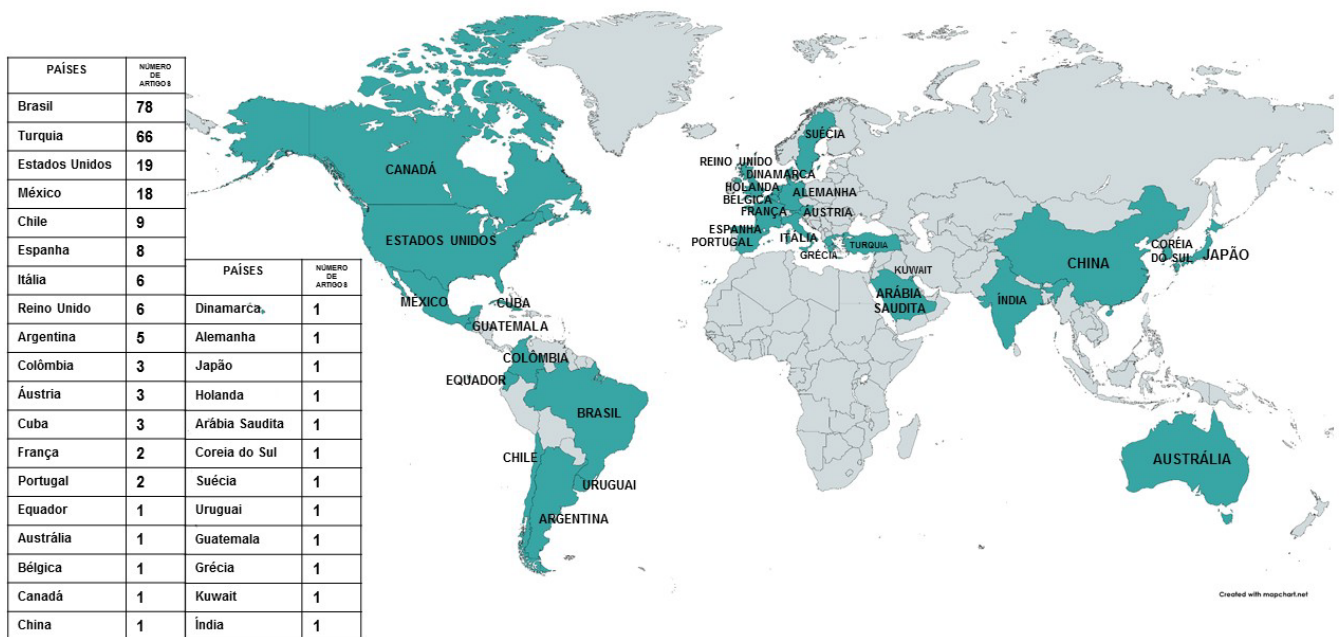 PAÍSES NÚMERO DE ARTIGOS
Brasil 78
Turquia 66
Estados Unidos 19
México 18
Chile 9
Espanha 8
Itália 6
Reino Unido 6
Argentina 5
Colômbia 3
Áustria 3
Cuba 3
França 2
Portugal 2
Equador 1
Austrália 1
Bélgica 1
Canadá 1
China 1
PAÍSES NÚMERO DE ARTIGOS
Dinamarca 1
Alemanha 1
Japão 1
Holanda 1
Arábia Saudita 1
Coreia do Sul 1
Suécia 1
Uruguai 1
Guatemala 1
Grécia 1
Kuwait 1
Índia 1
CANADÁ
ESTADOS UNIDOS
MÉXICO
CUBA
GUATEMALA
COLÔMBIA
EQUADOR
BRASIL
CHILE
URUGUAI
ARGENTINA
SUÉCIA
REINO UNIDO
DINAMARCA
HOLANDA
ALEMANHA
BÉLGICA
FRANÇA
ÁUSTRIA
ESPANHA
PORTUGAL
ITÁLIA
GRÉCIA
TURQUIA
KUWAIT
ARÁBIA
SAUDITA
ÍNDIA
CHINA
CORÉIA
DO SUL
JAPÃO
AUSTRÁLIA
Created with mapchart.net